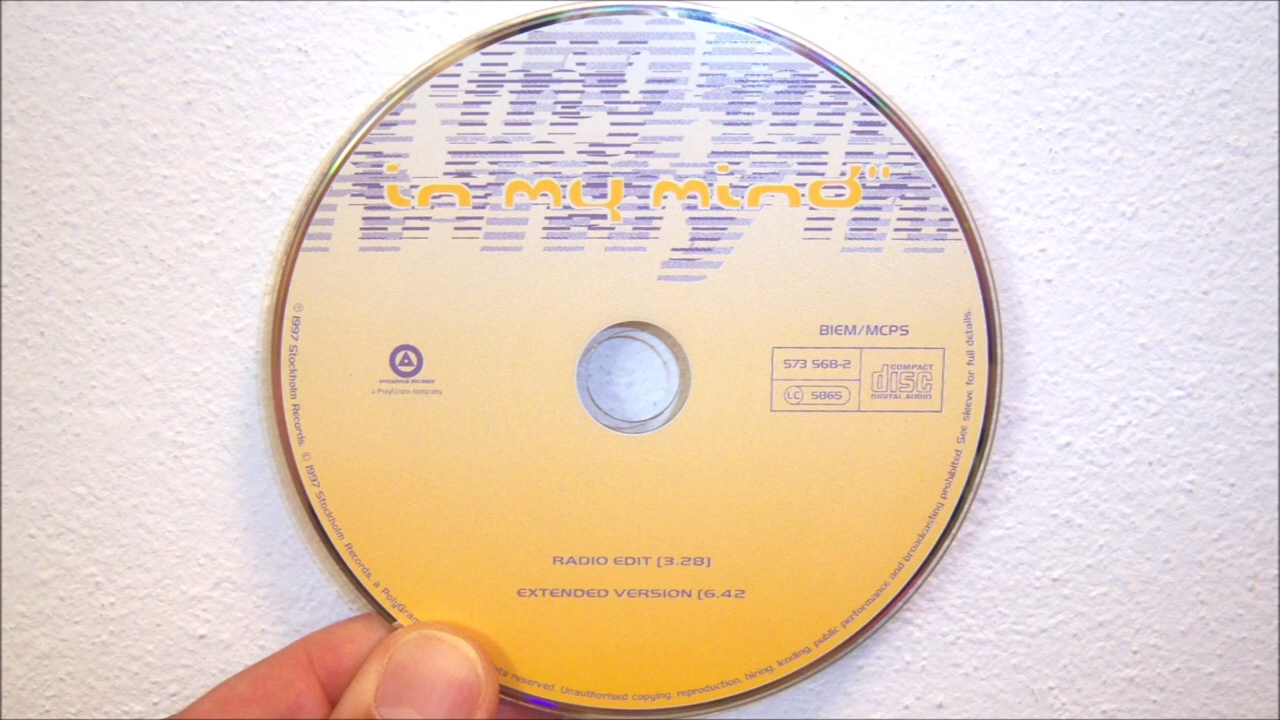 in my mind"
BIEM/MCPS
573 568-2
COMPACT
disc
DIGITAL AUDIO
LC 5865
STOCKHOLM RECORDS
a PolyGram company
RADIO EDIT (3.28)
EXTENDED VERSION (6.42
℗ 1997 Stockholm Records. © 1997 Stockholm Records, a PolyGram
reserved. Unauthorised copying, reproduction, hiring, lending, public performance and broadcasting prohibited. See sleeve for full details.